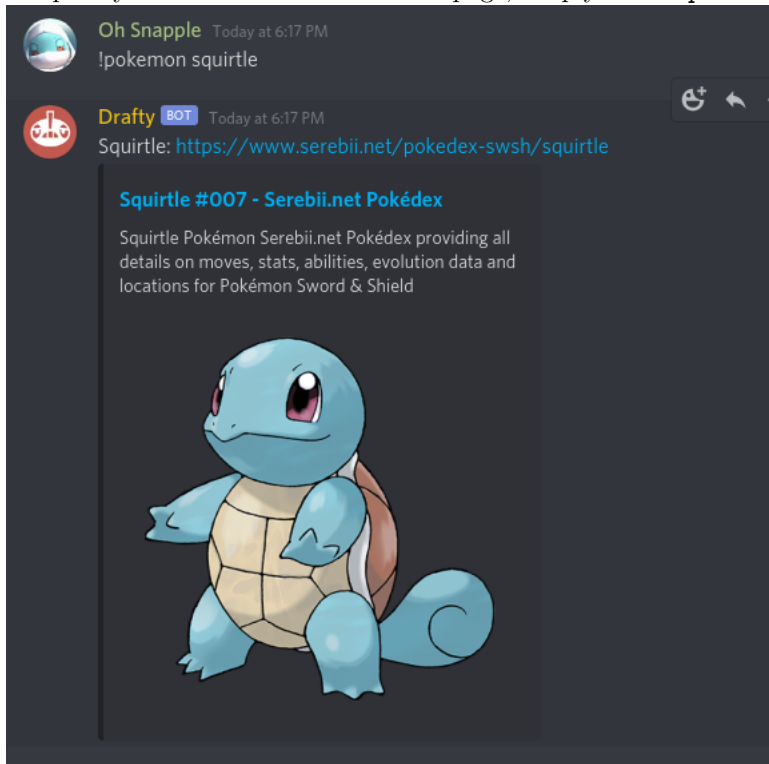 Oh Snapple Today at 6:17 PM
!pokemon squirtle
Drafty BOT Today at 6:17 PM
Squirtle: https://www.serebii.net/pokedex-swsh/squirtle
Squirtle #007 - Serebii.net Pokédex
Squirtle Pokémon Serebii.net Pokédex providing all
details on moves, stats, abilities, evolution data and
locations for Pokémon Sword & Shield